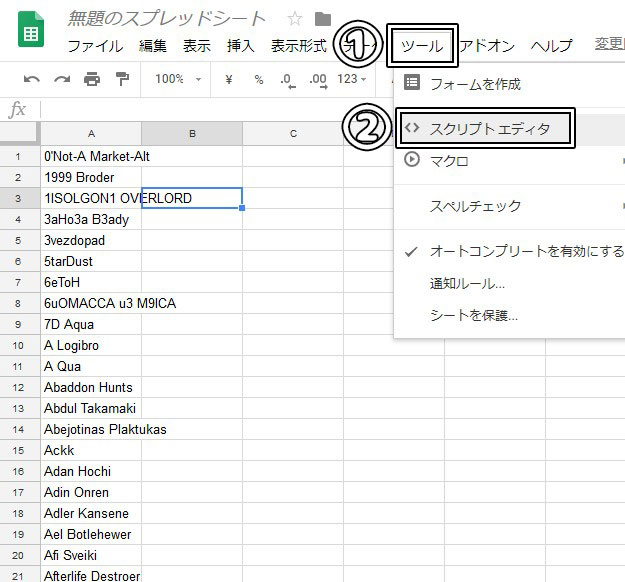 無題のスプレッドシート
ファイル 編集 表示 挿入 表示形式 ① ツール アドオン ヘルプ
100% ¥ % .0 .00 123
フォームを作成
② スクリプト エディタ
マクロ
スペルチェック
オートコンプリートを有効にする
通知ルール...
シートを保護...
fx
A B C
1 0'Not-A Market-Alt
2 1999 Broder
3 1ISOLGON1 OVERLORD
4 3aHo3a B3ady
5 3vezdopad
6 5tarDust
7 6eToH
8 6uOMACCA u3 M9ICA
9 7D Aqua
10 A Logibro
11 A Qua
12 Abaddon Hunts
13 Abdul Takamaki
14 Abejotinas Plaktukas
15 Ackk
16 Adan Hochi
17 Adin Onren
18 Adler Kansene
19 Ael Botlehewer
20 Afi Sveiki
21 Afterlife Destroer